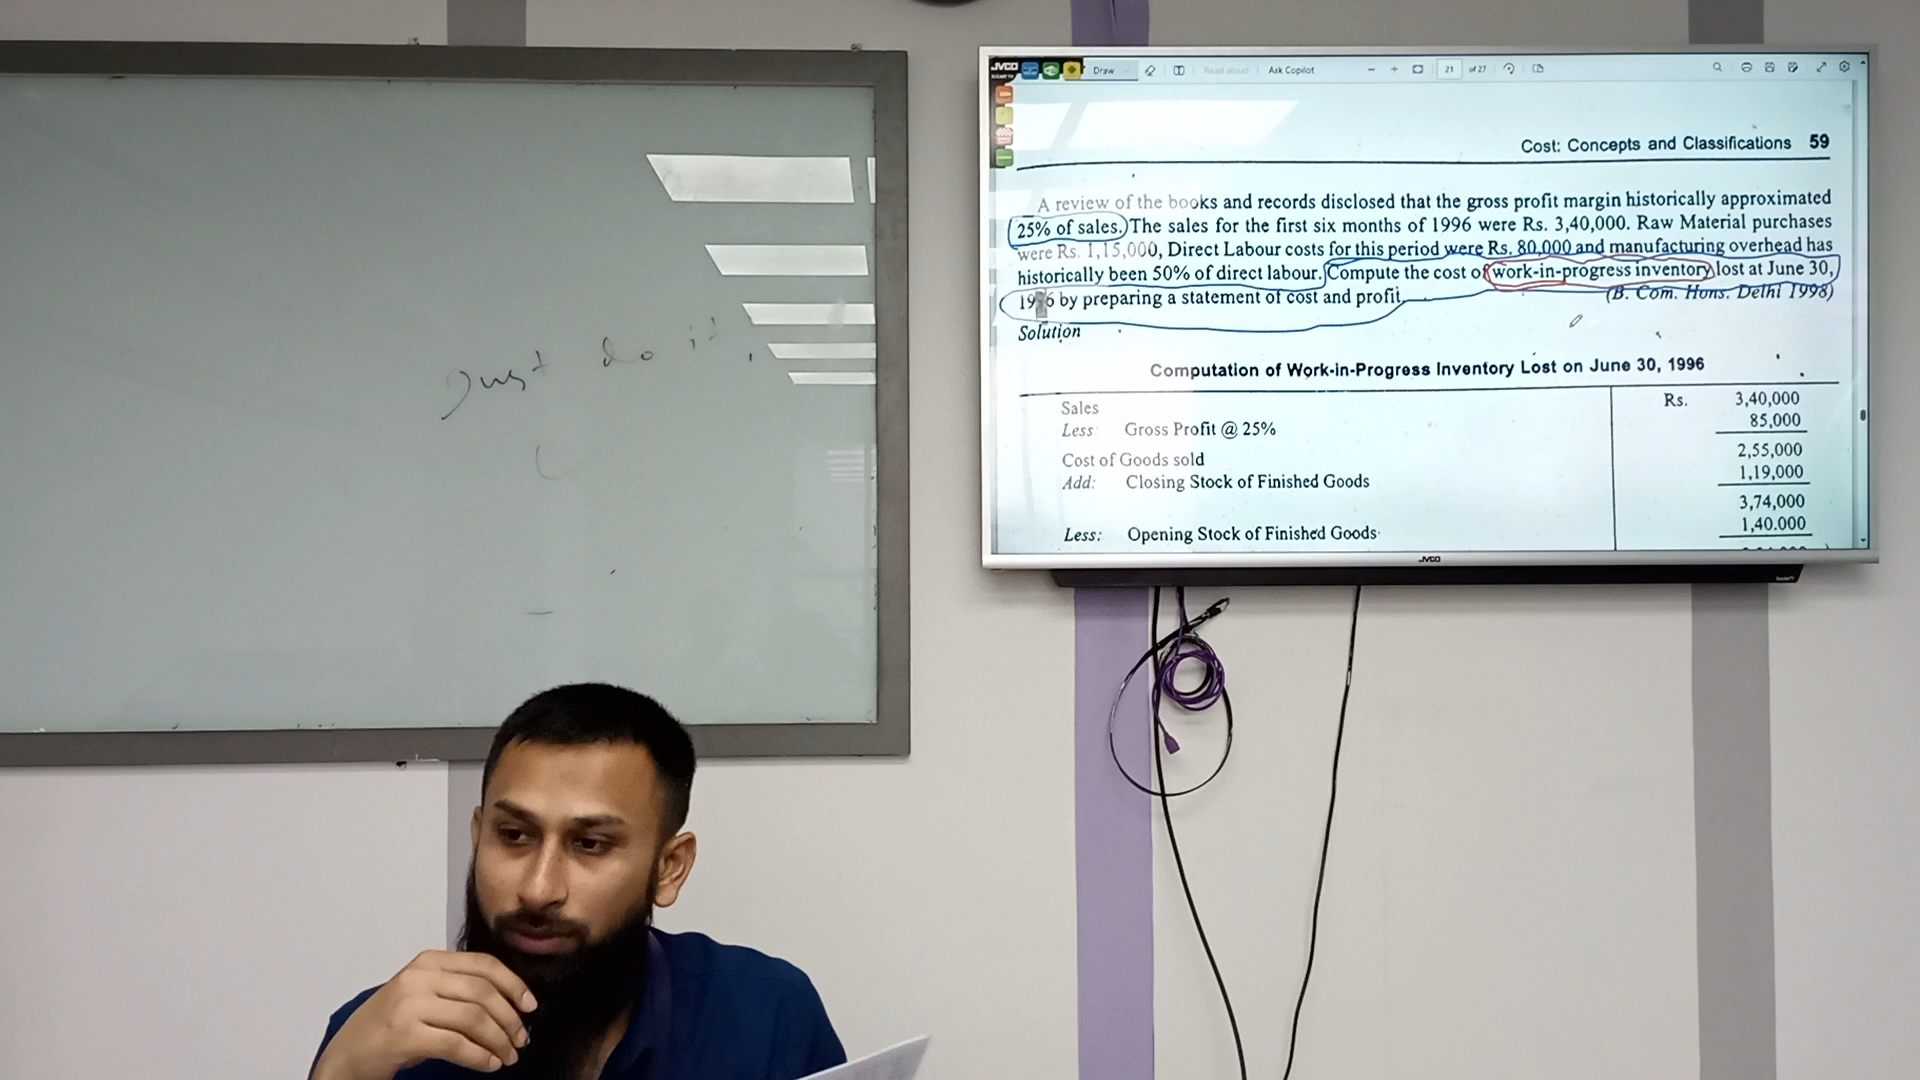 Just do it.
JVCO
Draw
Read aloud
Ask Copilot
21 of 27
Cost: Concepts and Classifications 59
A review of the books and records disclosed that the gross profit margin historically approximated
25% of sales. The sales for the first six months of 1996 were Rs. 3,40,000. Raw Material purchases
were Rs. 1,15,000, Direct Labour costs for this period were Rs. 80,000 and manufacturing overhead has
historically been 50% of direct labour. Compute the cost of work-in-progress inventory lost at June 30,
19 6 by preparing a statement of cost and profit.
(B. Com. Hons. Delhi 1998)
Solution
Computation of Work-in-Progress Inventory Lost on June 30, 1996
Sales Rs. 3,40,000
Less: Gross Profit @ 25% 85,000
Cost of Goods sold 2,55,000
Add: Closing Stock of Finished Goods 1,19,000
3,74,000
Less: Opening Stock of Finished Goods 1,40.000
JVCO